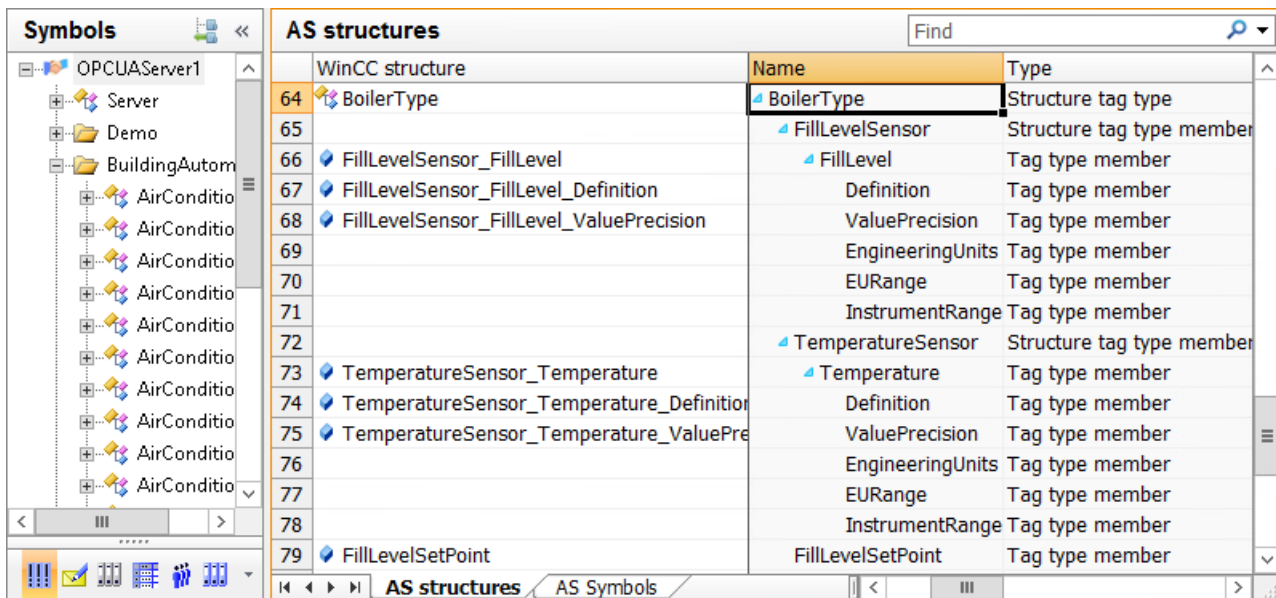 Symbols
OPCUAServer1
Server
Demo
BuildingAutom
AirConditio
AirConditio
AirConditio
AirConditio
AirConditio
AirConditio
AirConditio
AirConditio
AirConditio
AirConditio
AS structures Find
WinCC structure Name Type
64 BoilerType BoilerType Structure tag type
65 FillLevelSensor Structure tag type member
66 FillLevelSensor_FillLevel FillLevel Tag type member
67 FillLevelSensor_FillLevel_Definition Definition Tag type member
68 FillLevelSensor_FillLevel_ValuePrecision ValuePrecision Tag type member
69 EngineeringUnits Tag type member
70 EURange Tag type member
71 InstrumentRange Tag type member
72 TemperatureSensor Structure tag type member
73 TemperatureSensor_Temperature Temperature Tag type member
74 TemperatureSensor_Temperature_Definition Definition Tag type member
75 TemperatureSensor_Temperature_ValuePre ValuePrecision Tag type member
76 EngineeringUnits Tag type member
77 EURange Tag type member
78 InstrumentRange Tag type member
79 FillLevelSetPoint FillLevelSetPoint Tag type member
AS structures AS Symbols